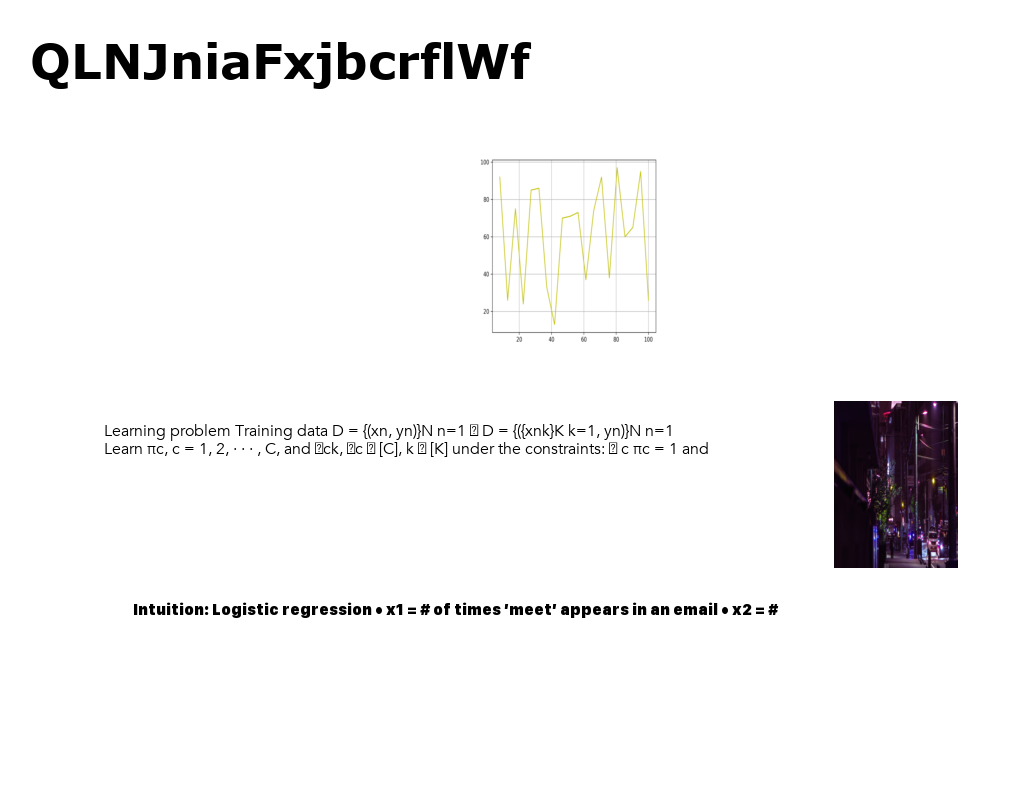 QLNJniaFxjbcrflWf
100
80
60
40
20
20 40 60 80 100
Learning problem Training data D = {(xn, yn)}N n=1 � D = {({xnk}K k=1, yn)}N n=1
Learn πc, c = 1, 2, · · · , C, and �ck, �c � [C], k � [K] under the constraints: � c πc = 1 and
Intuition: Logistic regression • x1 = # of times 'meet' appears in an email • x2 = #